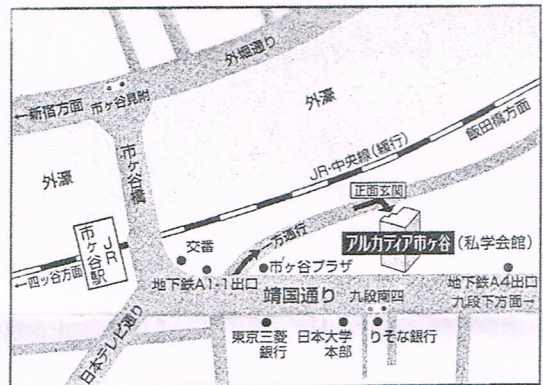 外堀通り
←新宿方面
市ヶ谷見附
外濠
飯田橋方面
市ヶ谷橋
JR・中央線(緩行)
外濠
正面玄関
アルカディア市ヶ谷(私学会館)
JR
市ヶ谷駅
交番
一方通行
市ヶ谷プラザ
←四ッ谷方面
地下鉄A1-1出口
靖国通り
九段南四
地下鉄A4出口
九段下方面→
日本テレビ通り
東京三菱
銀行
日本大学
本部
りそな銀行